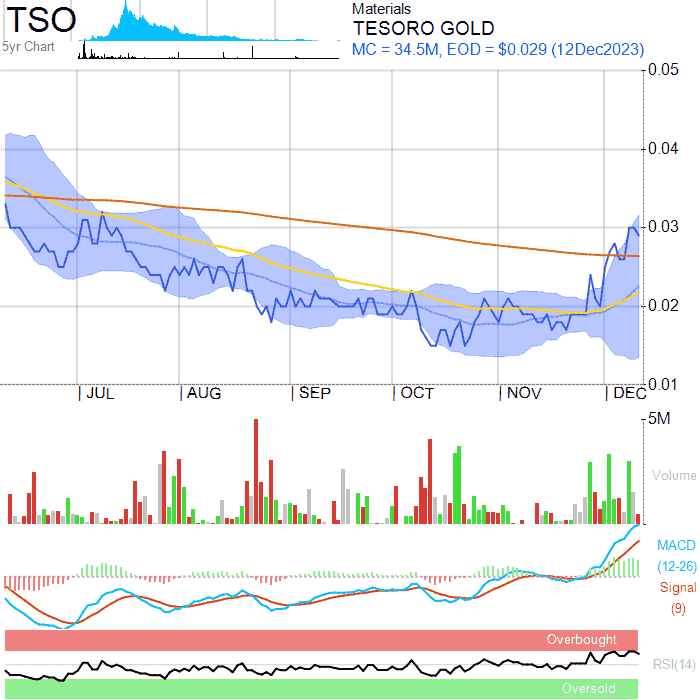 TSO
5yr Chart
Materials
TESORO GOLD
MC = 34.5M, EOD = $0.029 (12Dec2023)
0.05
0.04
0.03
0.02
0.01
JUL AUG SEP OCT NOV DEC
5M
Volume
MACD
(12-26)
Signal
(9)
Overbought
RSI(14)
Oversold